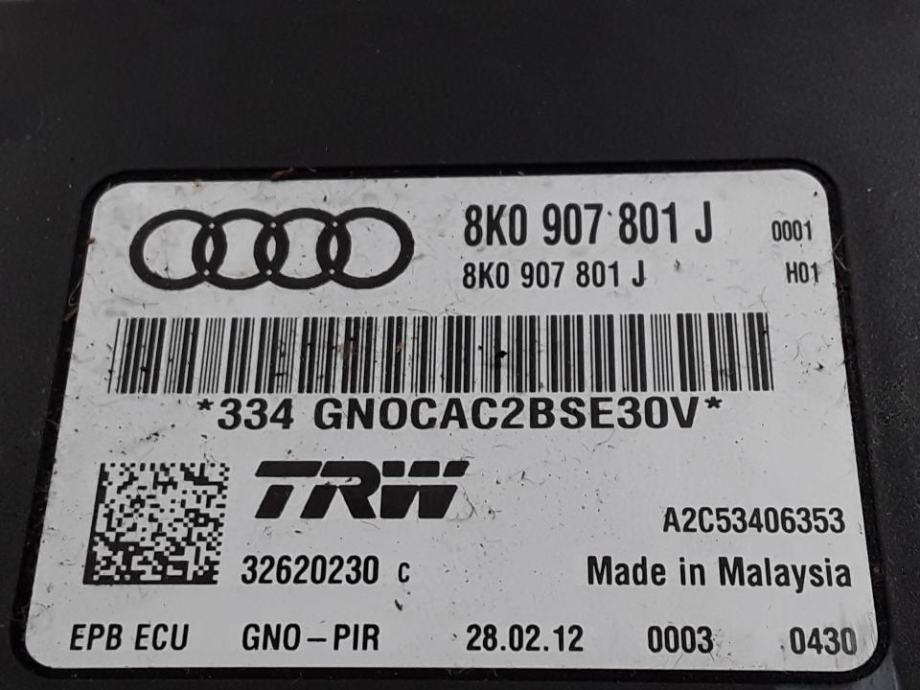 8K0 907 801 J 0001
8K0 907 801 J H01
*334 GNOCAC2BSE30V*
TRW
A2C53406353
32620230 C Made in Malaysia
EPB ECU GNO-PIR 28.02.12 0003 0430